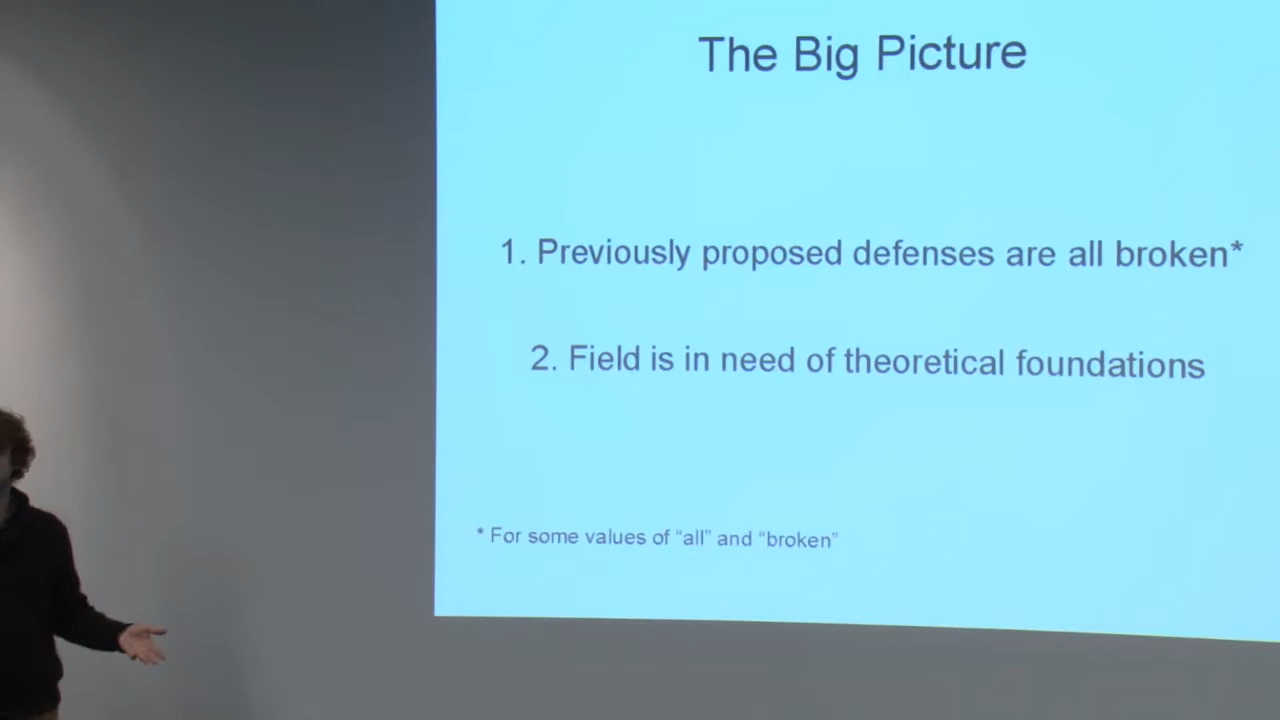 The Big Picture
1. Previously proposed defenses are all broken*
2. Field is in need of theoretical foundations
* For some values of “all” and “broken”